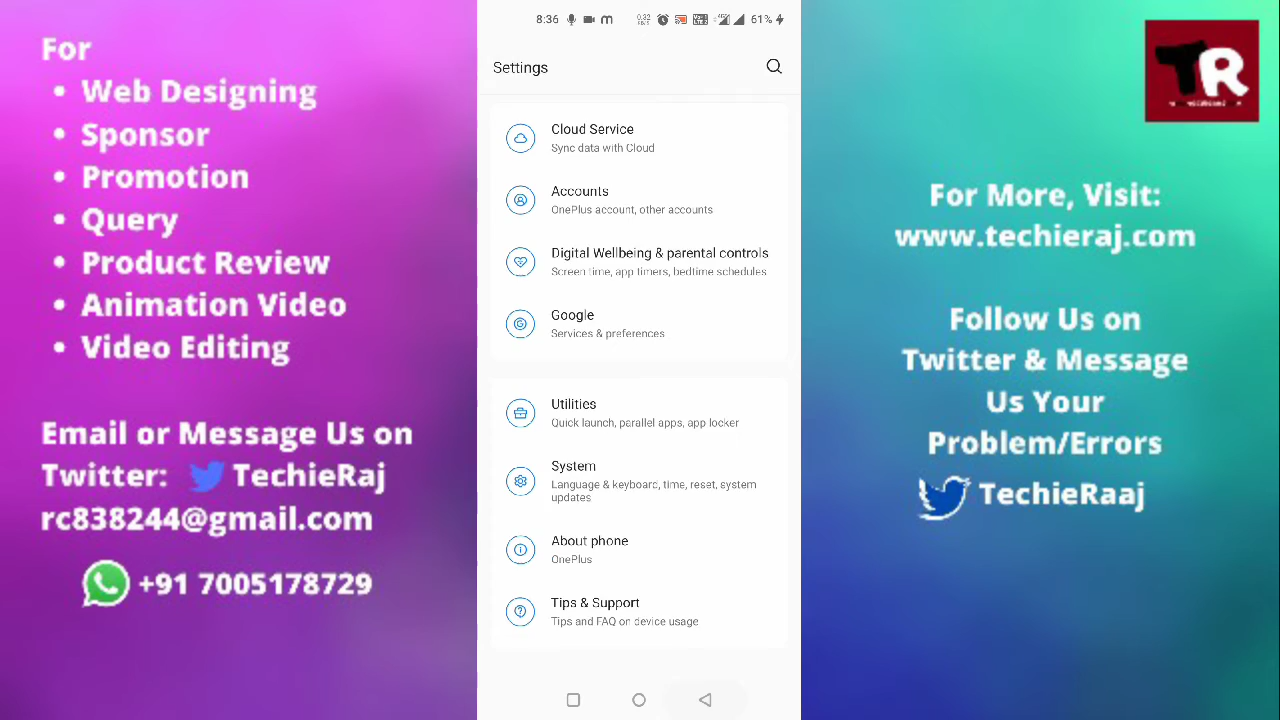 For
• Web Designing
• Sponsor
• Promotion
• Query
• Product Review
• Animation Video
• Video Editing
Email or Message Us on
Twitter: TechieRaj
rc838244@gmail.com
+91 7005178729
8:36
61%
Settings
Cloud Service
Sync data with Cloud
Accounts
OnePlus account, other accounts
Digital Wellbeing & parental controls
Screen time, app timers, bedtime schedules
Google
Services & preferences
Utilities
Quick launch, parallel apps, app locker
System
Language & keyboard, time, reset, system
updates
About phone
OnePlus
Tips & Support
Tips and FAQ on device usage
TR
For More, Visit:
www.techieraj.com
Follow Us on
Twitter & Message
Us Your
Problem/Errors
TechieRaaj